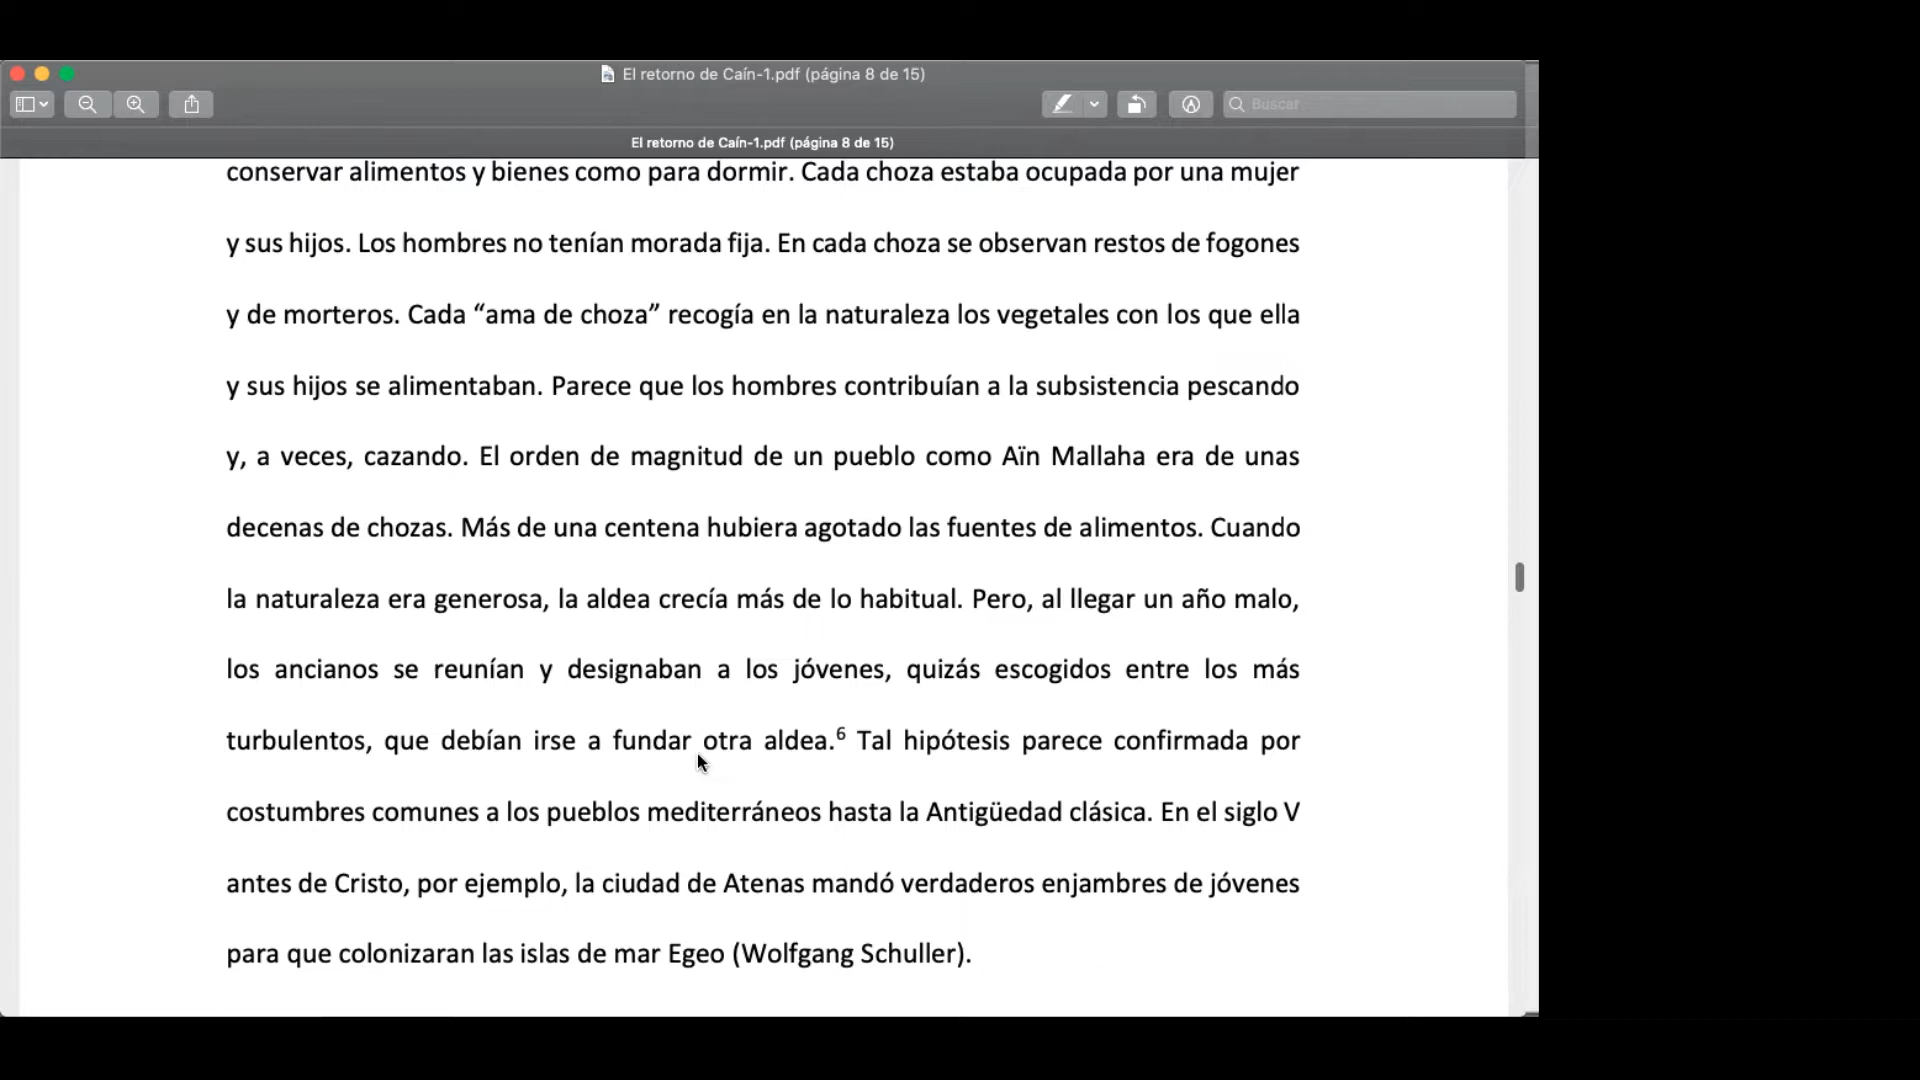 El retorno de Caín-1.pdf (página 8 de 15)
Buscar
El retorno de Caín-1.pdf (página 8 de 15)
conservar alimentos y bienes como para dormir. Cada choza estaba ocupada por una mujer
y sus hijos. Los hombres no tenían morada fija. En cada choza se observan restos de fogones
y de morteros. Cada “ama de choza” recogía en la naturaleza los vegetales con los que ella
y sus hijos se alimentaban. Parece que los hombres contribuían a la subsistencia pescando
y, a veces, cazando. El orden de magnitud de un pueblo como Aïn Mallaha era de unas
decenas de chozas. Más de una centena hubiera agotado las fuentes de alimentos. Cuando
la naturaleza era generosa, la aldea crecía más de lo habitual. Pero, al llegar un año malo,
los ancianos se reunían y designaban a los jóvenes, quizás escogidos entre los más
turbulentos, que debían irse a fundar otra aldea.⁶ Tal hipótesis parece confirmada por
costumbres comunes a los pueblos mediterráneos hasta la Antigüedad clásica. En el siglo V
antes de Cristo, por ejemplo, la ciudad de Atenas mandó verdaderos enjambres de jóvenes
para que colonizaran las islas de mar Egeo (Wolfgang Schuller).